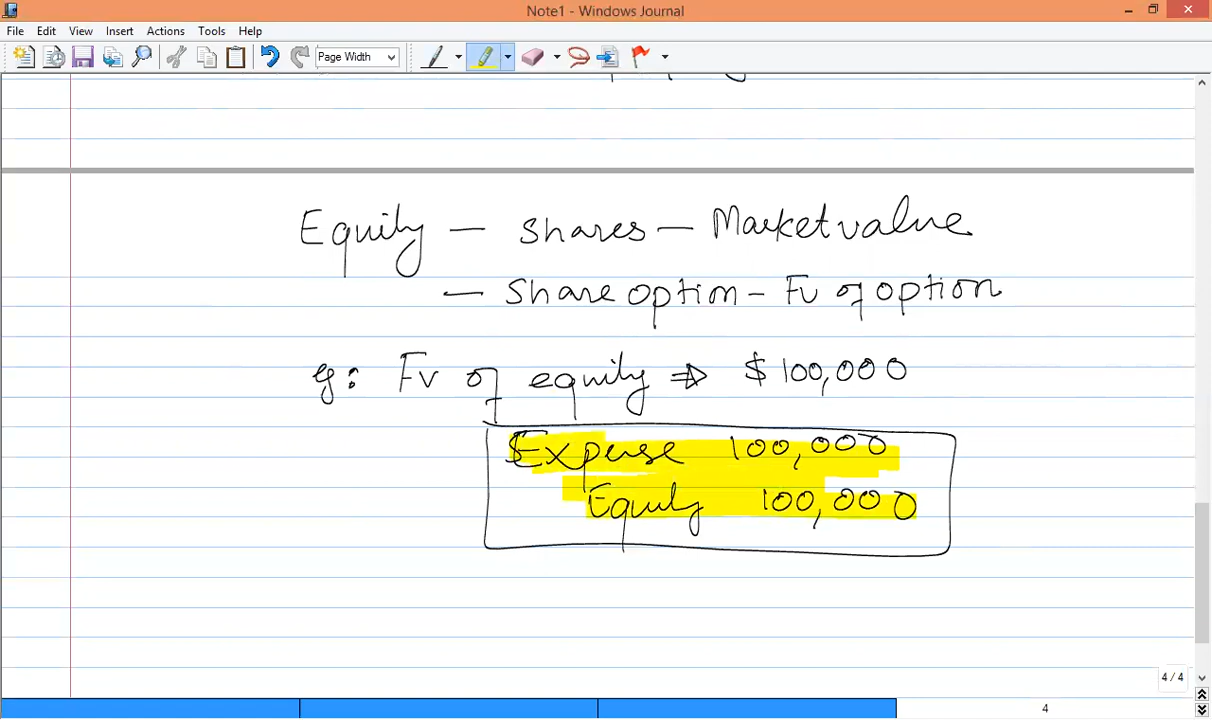 Note1 - Windows Journal
File Edit View Insert Actions Tools Help
Page Width
Equity — shares — Market value
— Share option - Fv of option
eg: Fv of equity ⇒ $100,000
$Expense 100,000
Equity 100,000
4 / 4
4